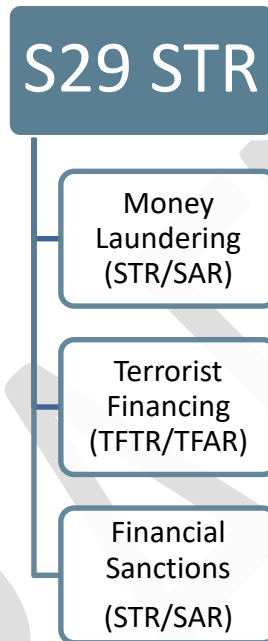 S29 STR
Money
Laundering
(STR/SAR)
Terrorist
Financing
(TFTR/TFAR)
Financial
Sanctions
(STR/SAR)